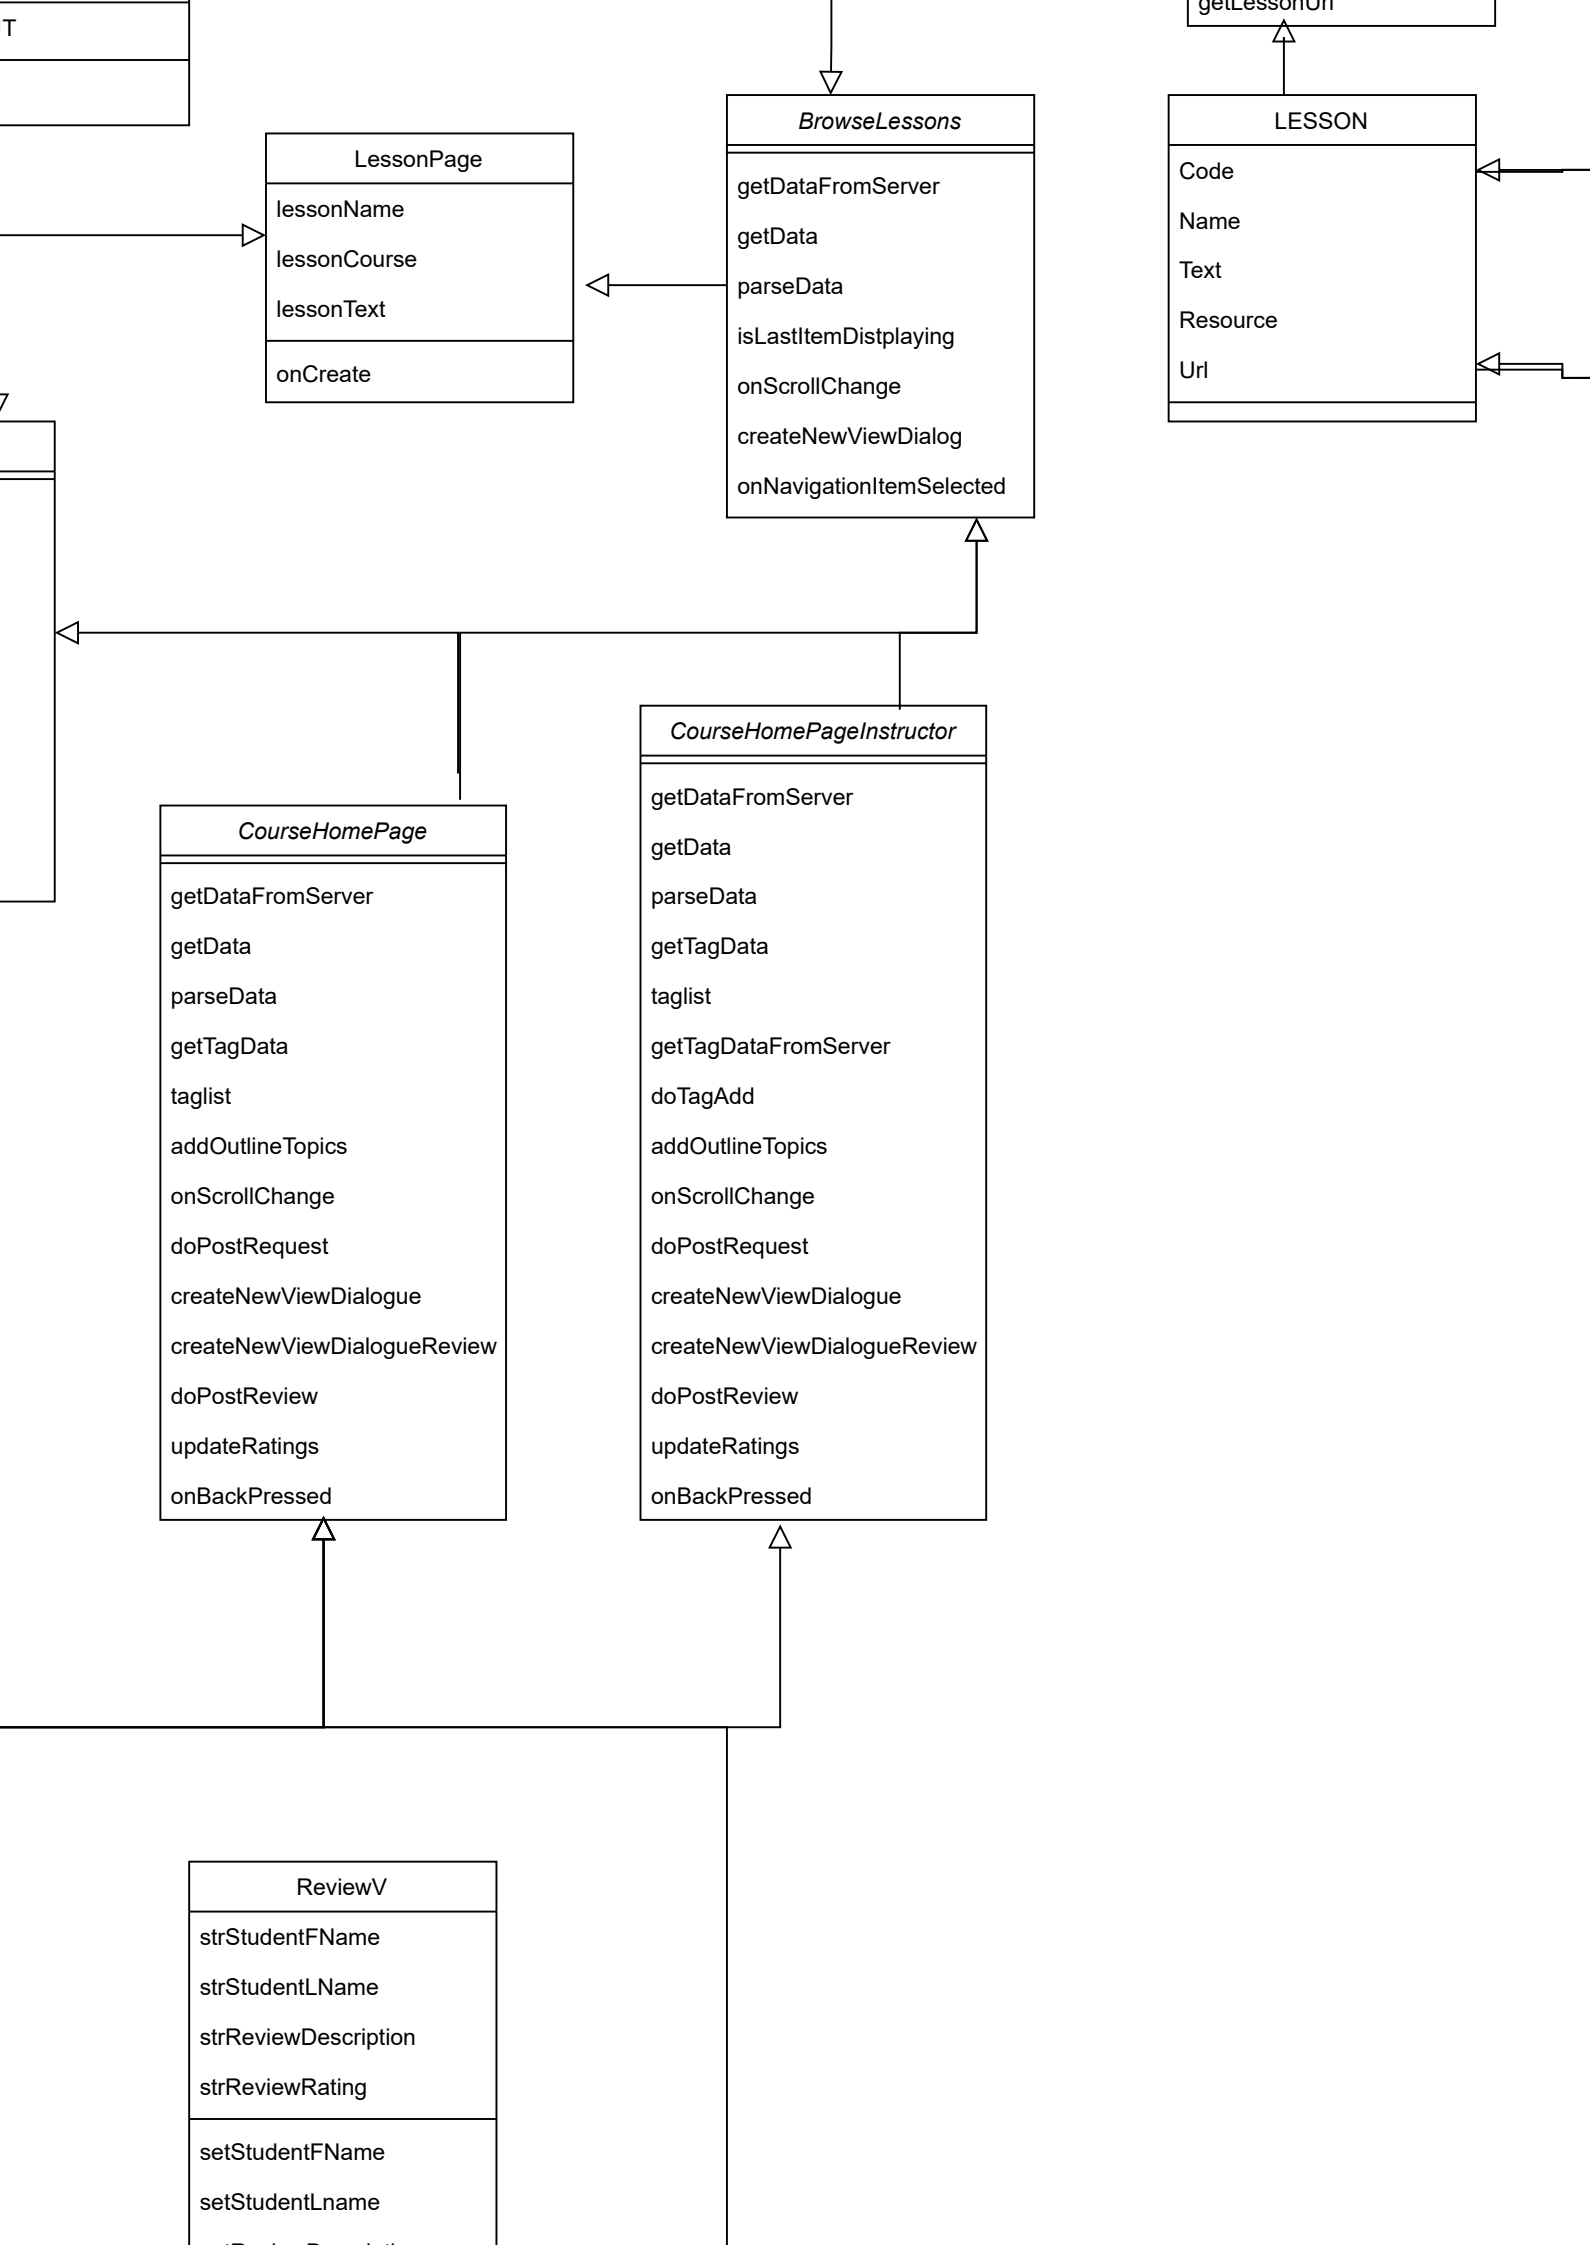 T
getLessonUrl
LessonPage
lessonName
lessonCourse
lessonText
onCreate
BrowseLessons
getDataFromServer
getData
parseData
isLastItemDistplaying
onScrollChange
createNewViewDialog
onNavigationItemSelected
LESSON
Code
Name
Text
Resource
Url
CourseHomePage
getDataFromServer
getData
parseData
getTagData
taglist
addOutlineTopics
onScrollChange
doPostRequest
createNewViewDialogue
createNewViewDialogueReview
doPostReview
updateRatings
onBackPressed
CourseHomePageInstructor
getDataFromServer
getData
parseData
getTagData
taglist
getTagDataFromServer
doTagAdd
addOutlineTopics
onScrollChange
doPostRequest
createNewViewDialogue
createNewViewDialogueReview
doPostReview
updateRatings
onBackPressed
ReviewV
strStudentFName
strStudentLName
strReviewDescription
strReviewRating
setStudentFName
setStudentLname